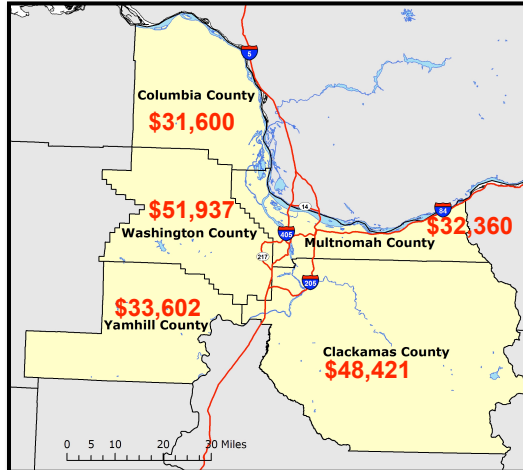 5
Columbia County
$31,600
14
84
$51,937
$32,360
Washington County
405
Multnomah County
217
205
$33,602
Yamhill County
Clackamas County
$48,421
0 5 10 20 30 Miles